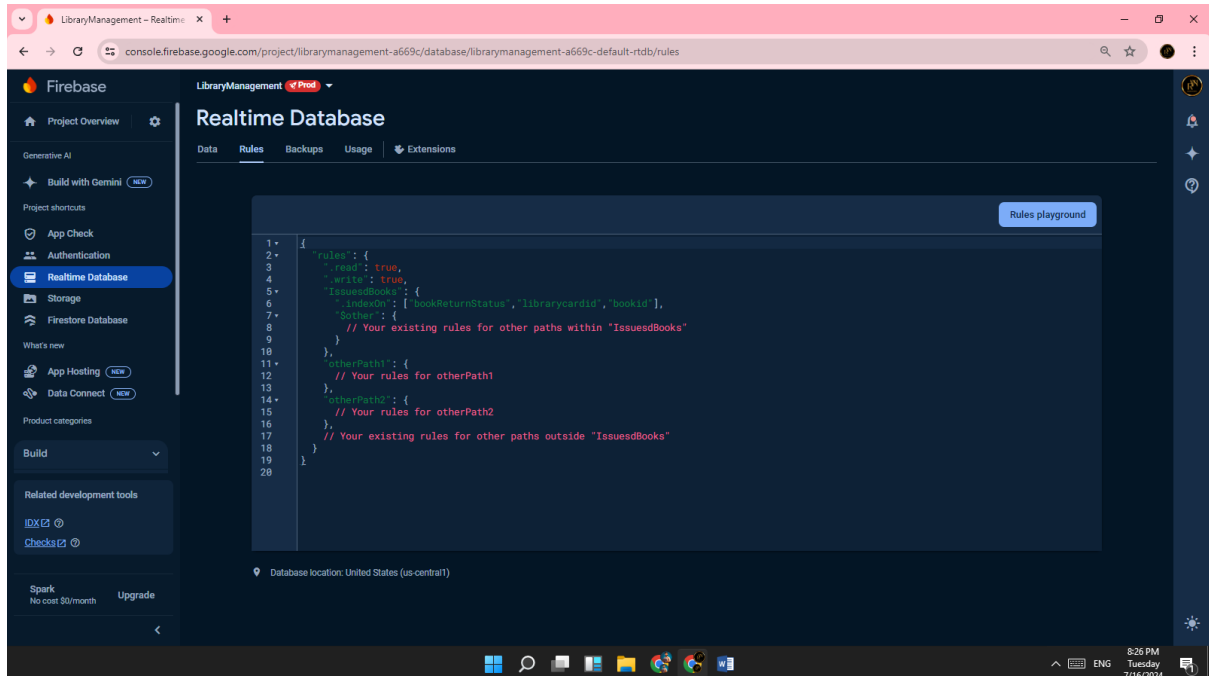 LibraryManagement – Realtime
console.firebase.google.com/project/librarymanagement-a669c/database/librarymanagement-a669c-default-rtdb/rules
Firebase
Project Overview
Generative AI
Build with Gemini NEW
Project shortcuts
App Check
Authentication
Realtime Database
Storage
Firestore Database
What's new
App Hosting NEW
Data Connect NEW
Product categories
Build
Related development tools
IDX
Checks
Spark
No cost $0/month
Upgrade
LibraryManagement Prod
Realtime Database
Data Rules Backups Usage Extensions
Rules playground
1 {
2 "rules": {
3 ".read": true,
4 ".write": true,
5 "IssuesdBooks": {
6 ".indexOn": ["bookReturnStatus","librarycardid","bookid"],
7 "$other": {
8 // Your existing rules for other paths within "IssuesdBooks"
9 }
10 },
11 "otherPath1": {
12 // Your rules for otherPath1
13 },
14 "otherPath2": {
15 // Your rules for otherPath2
16 },
17 // Your existing rules for other paths outside "IssuesdBooks"
18 }
19 }
20
Database location: United States (us-central1)
ENG
8:26 PM
Tuesday
7/16/2024